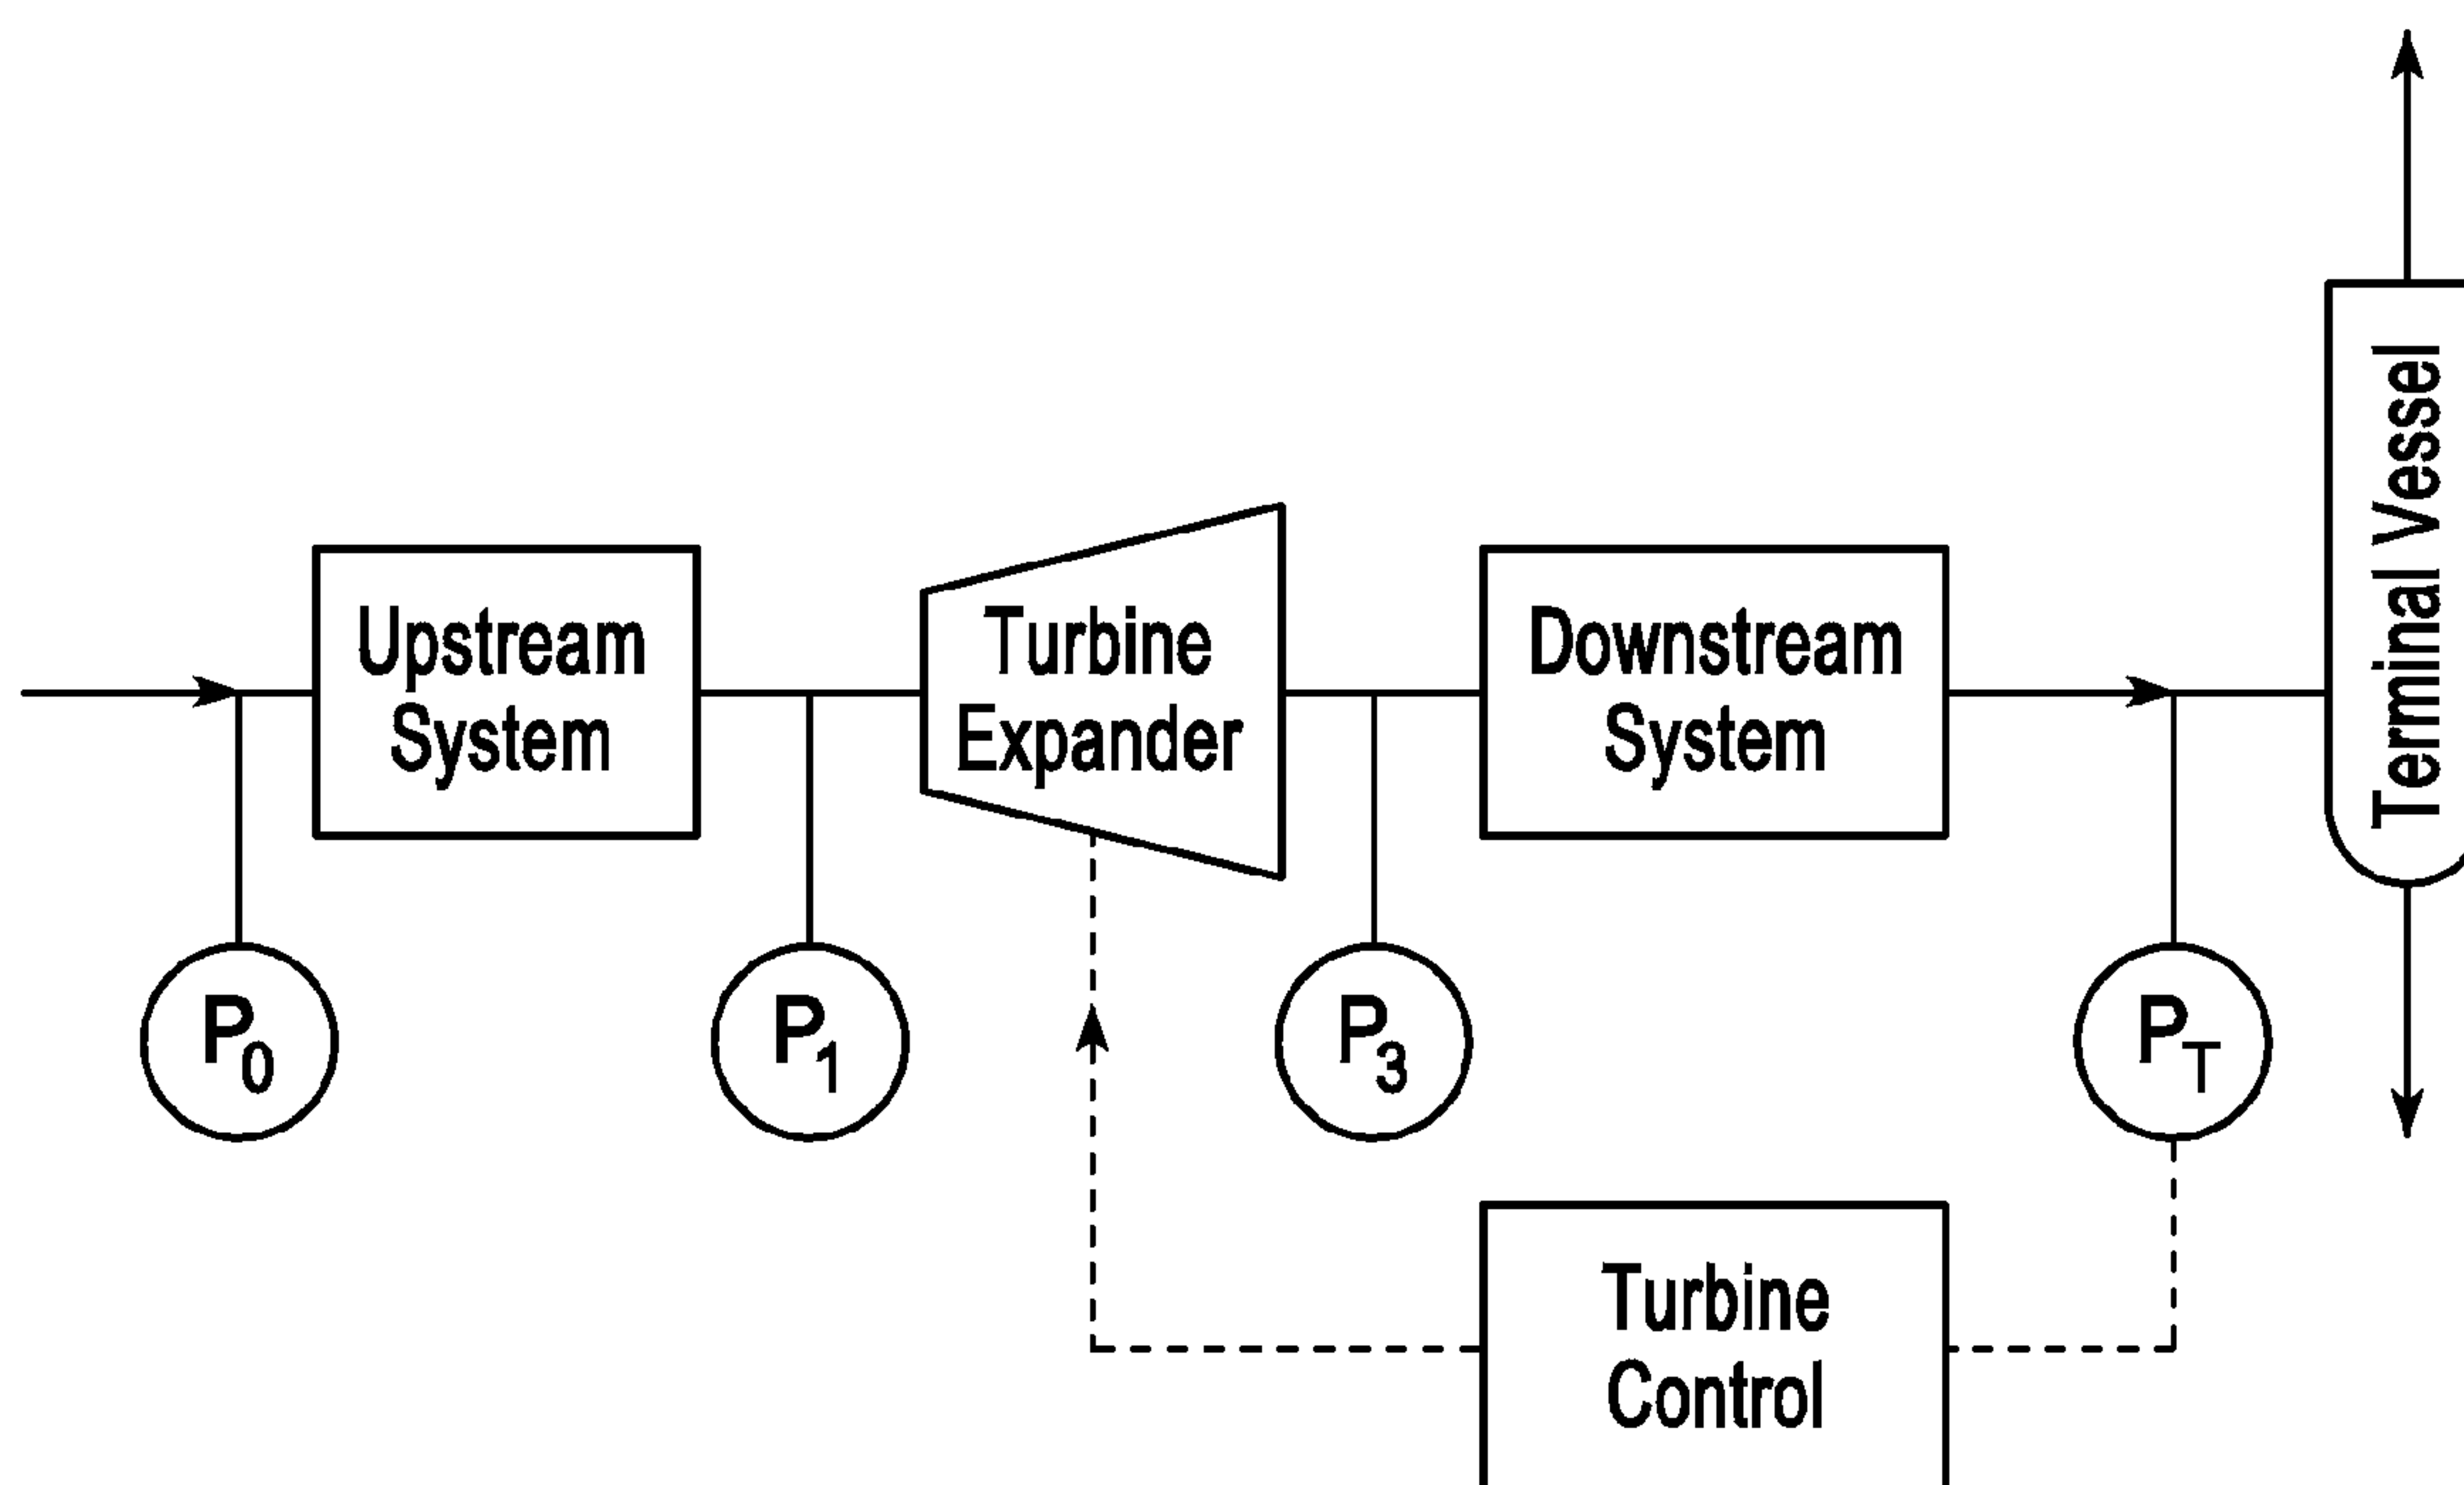 Upstream
System
Turbine
Expander
Downstream
System
Terminal Vessel
P0
P1
P3
PT
Turbine
Control